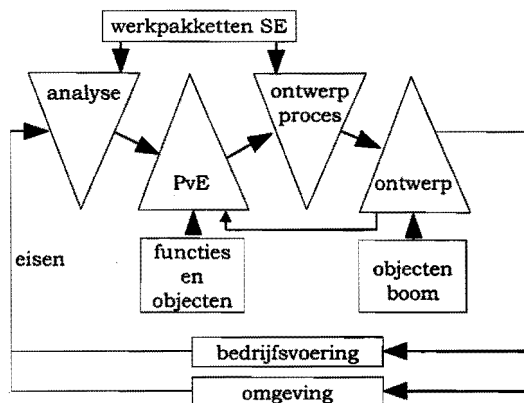 werkpakketten SE
analyse
ontwerp
proces
PvE
ontwerp
eisen
functies
en
objecten
objecten
boom
bedrijfsvoering
omgeving